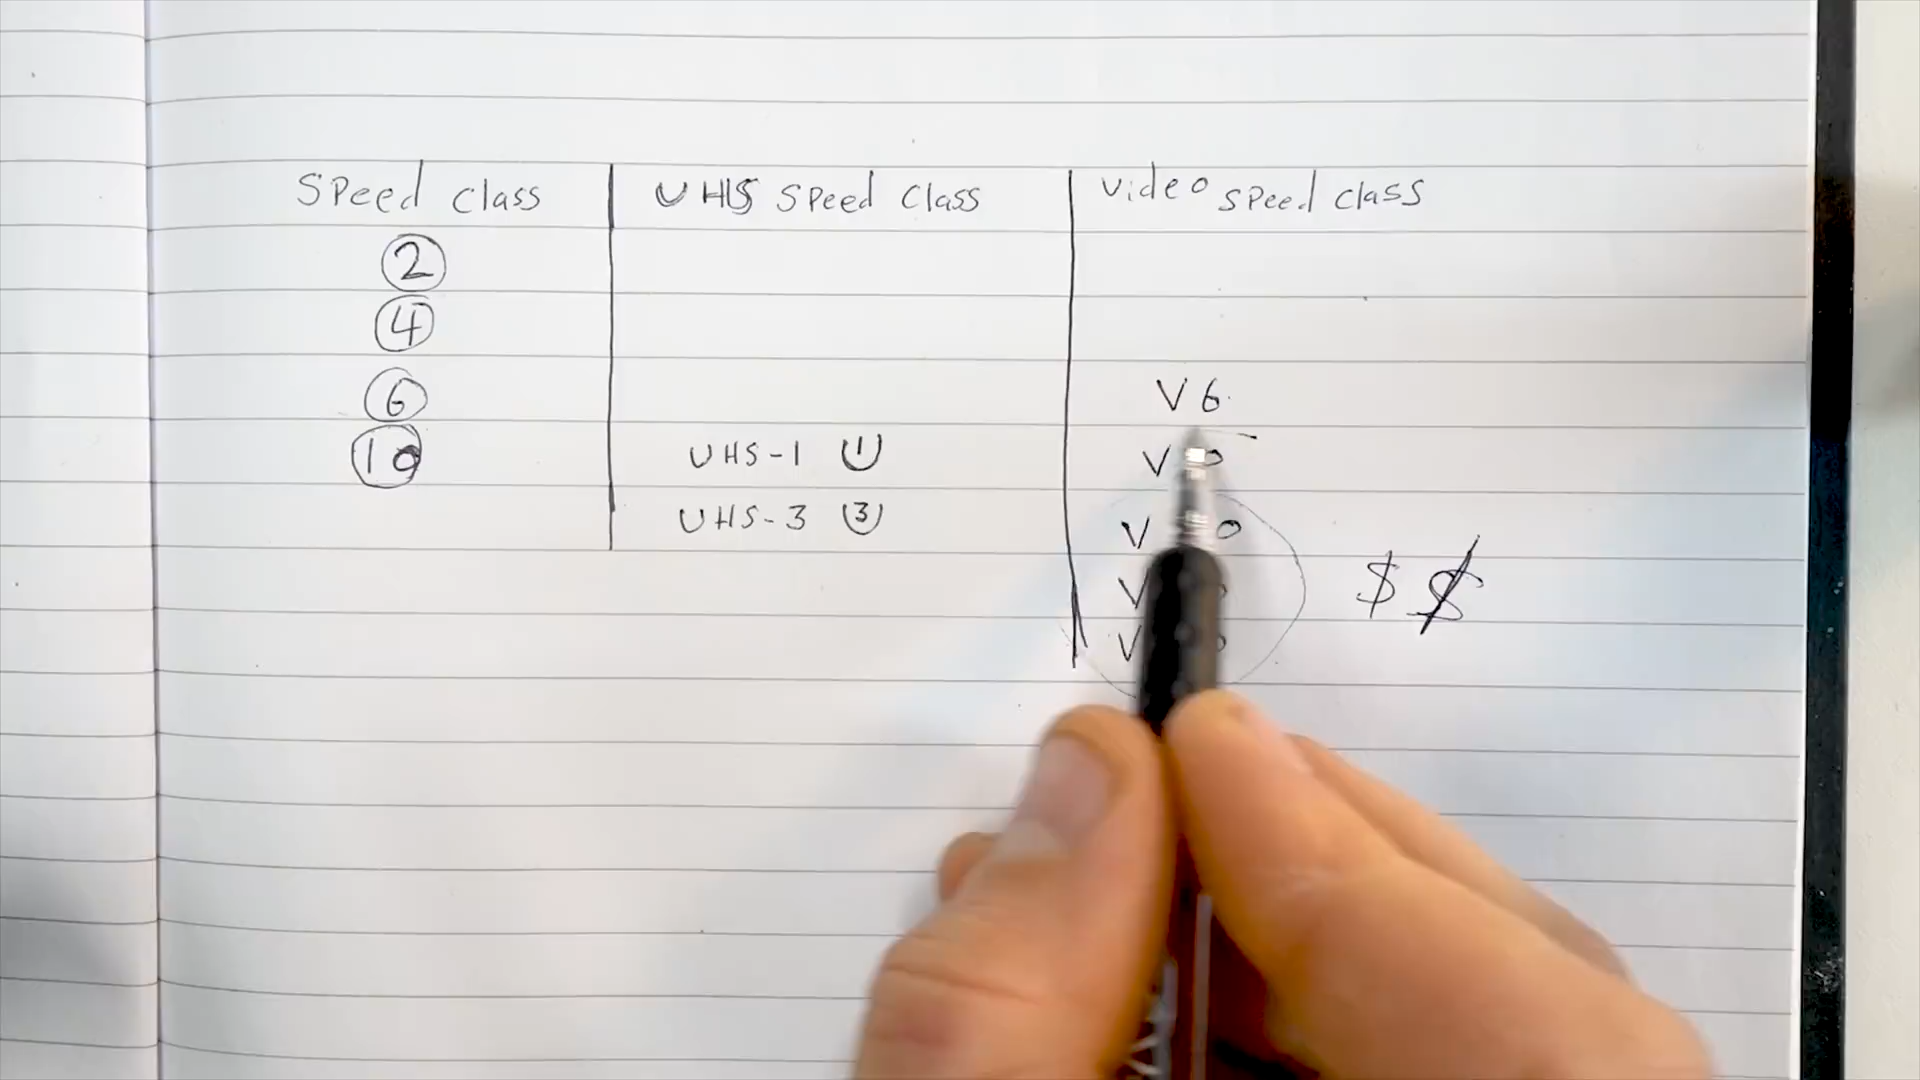 Speed Class UHS Speed Class Video Speed Class
2
4
6 V6
10 UHS-1 1 V
UHS-3 3 V
$ $